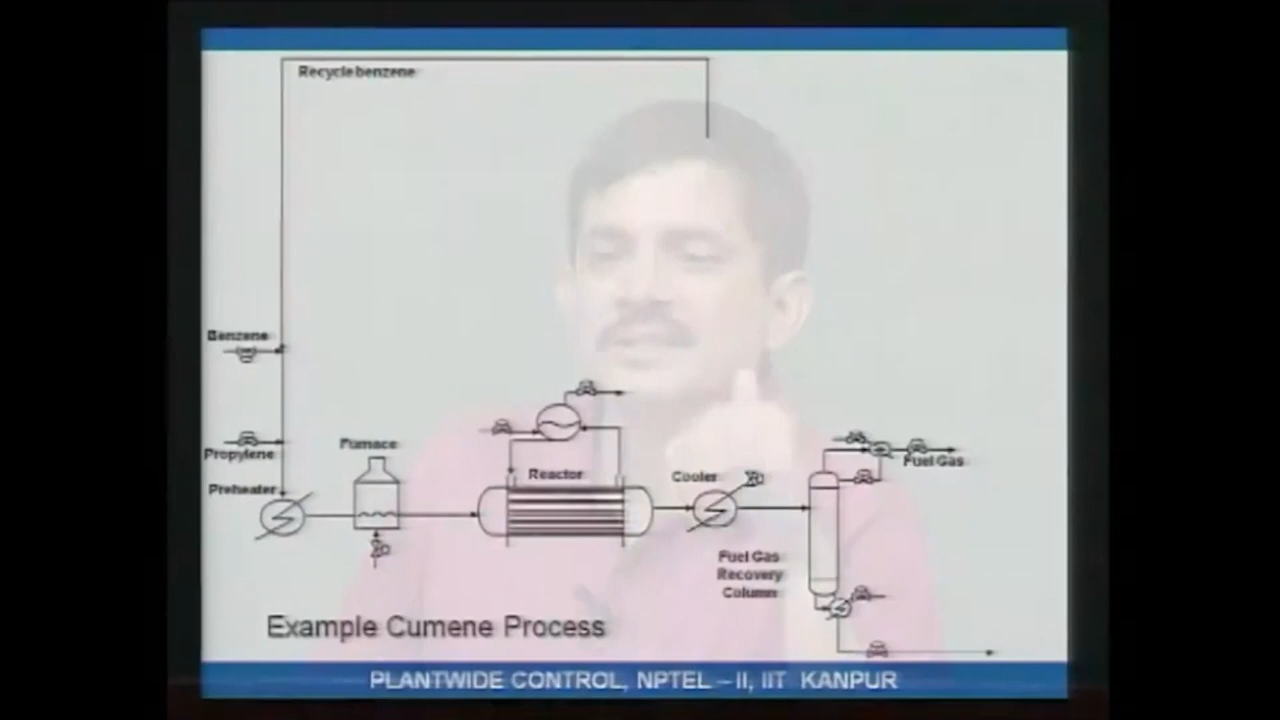 Recycle benzene
Benzene
Propylene
Furnace
Preheater
Reactor
Cooler
Fuel Gas
Fuel Gas
Recovery
Column
Example Cumene Process
PLANTWIDE CONTROL, NPTEL – II, IIT KANPUR